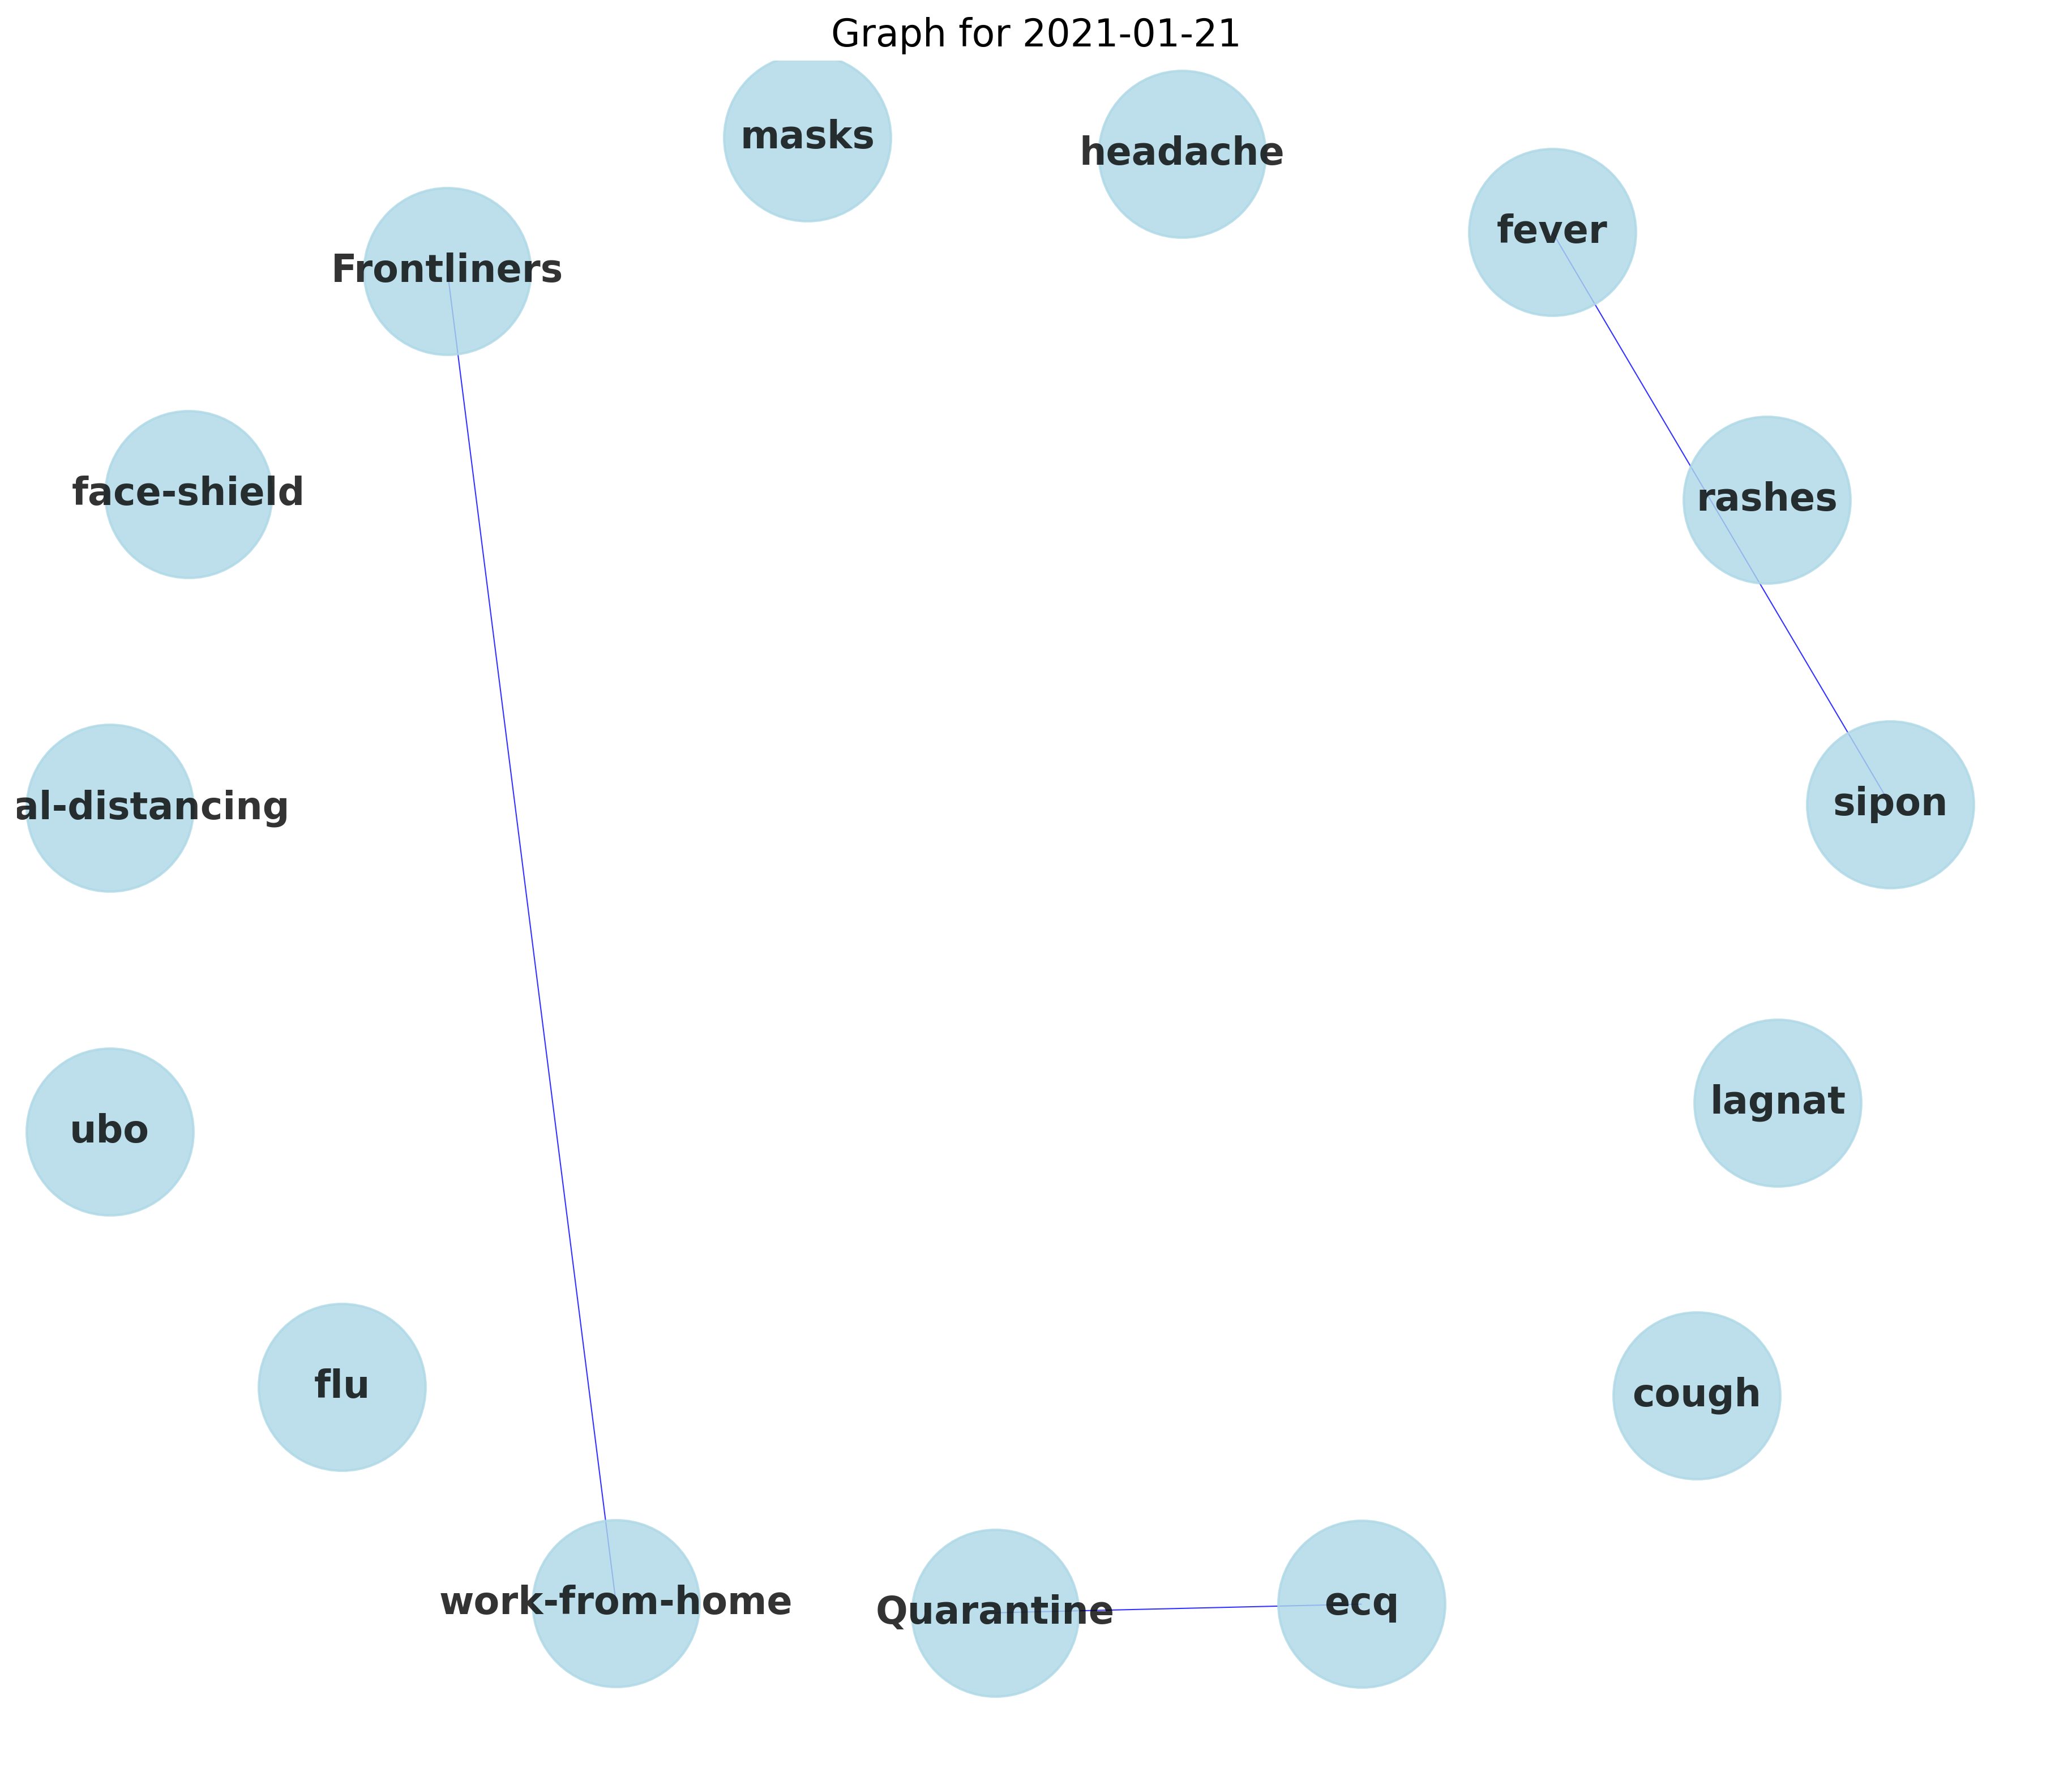 Graph for 2021-01-21
masks
headache
fever
Frontliners
face-shield
rashes
al-distancing
sipon
ubo
lagnat
flu
cough
work-from-home
Quarantine
ecq